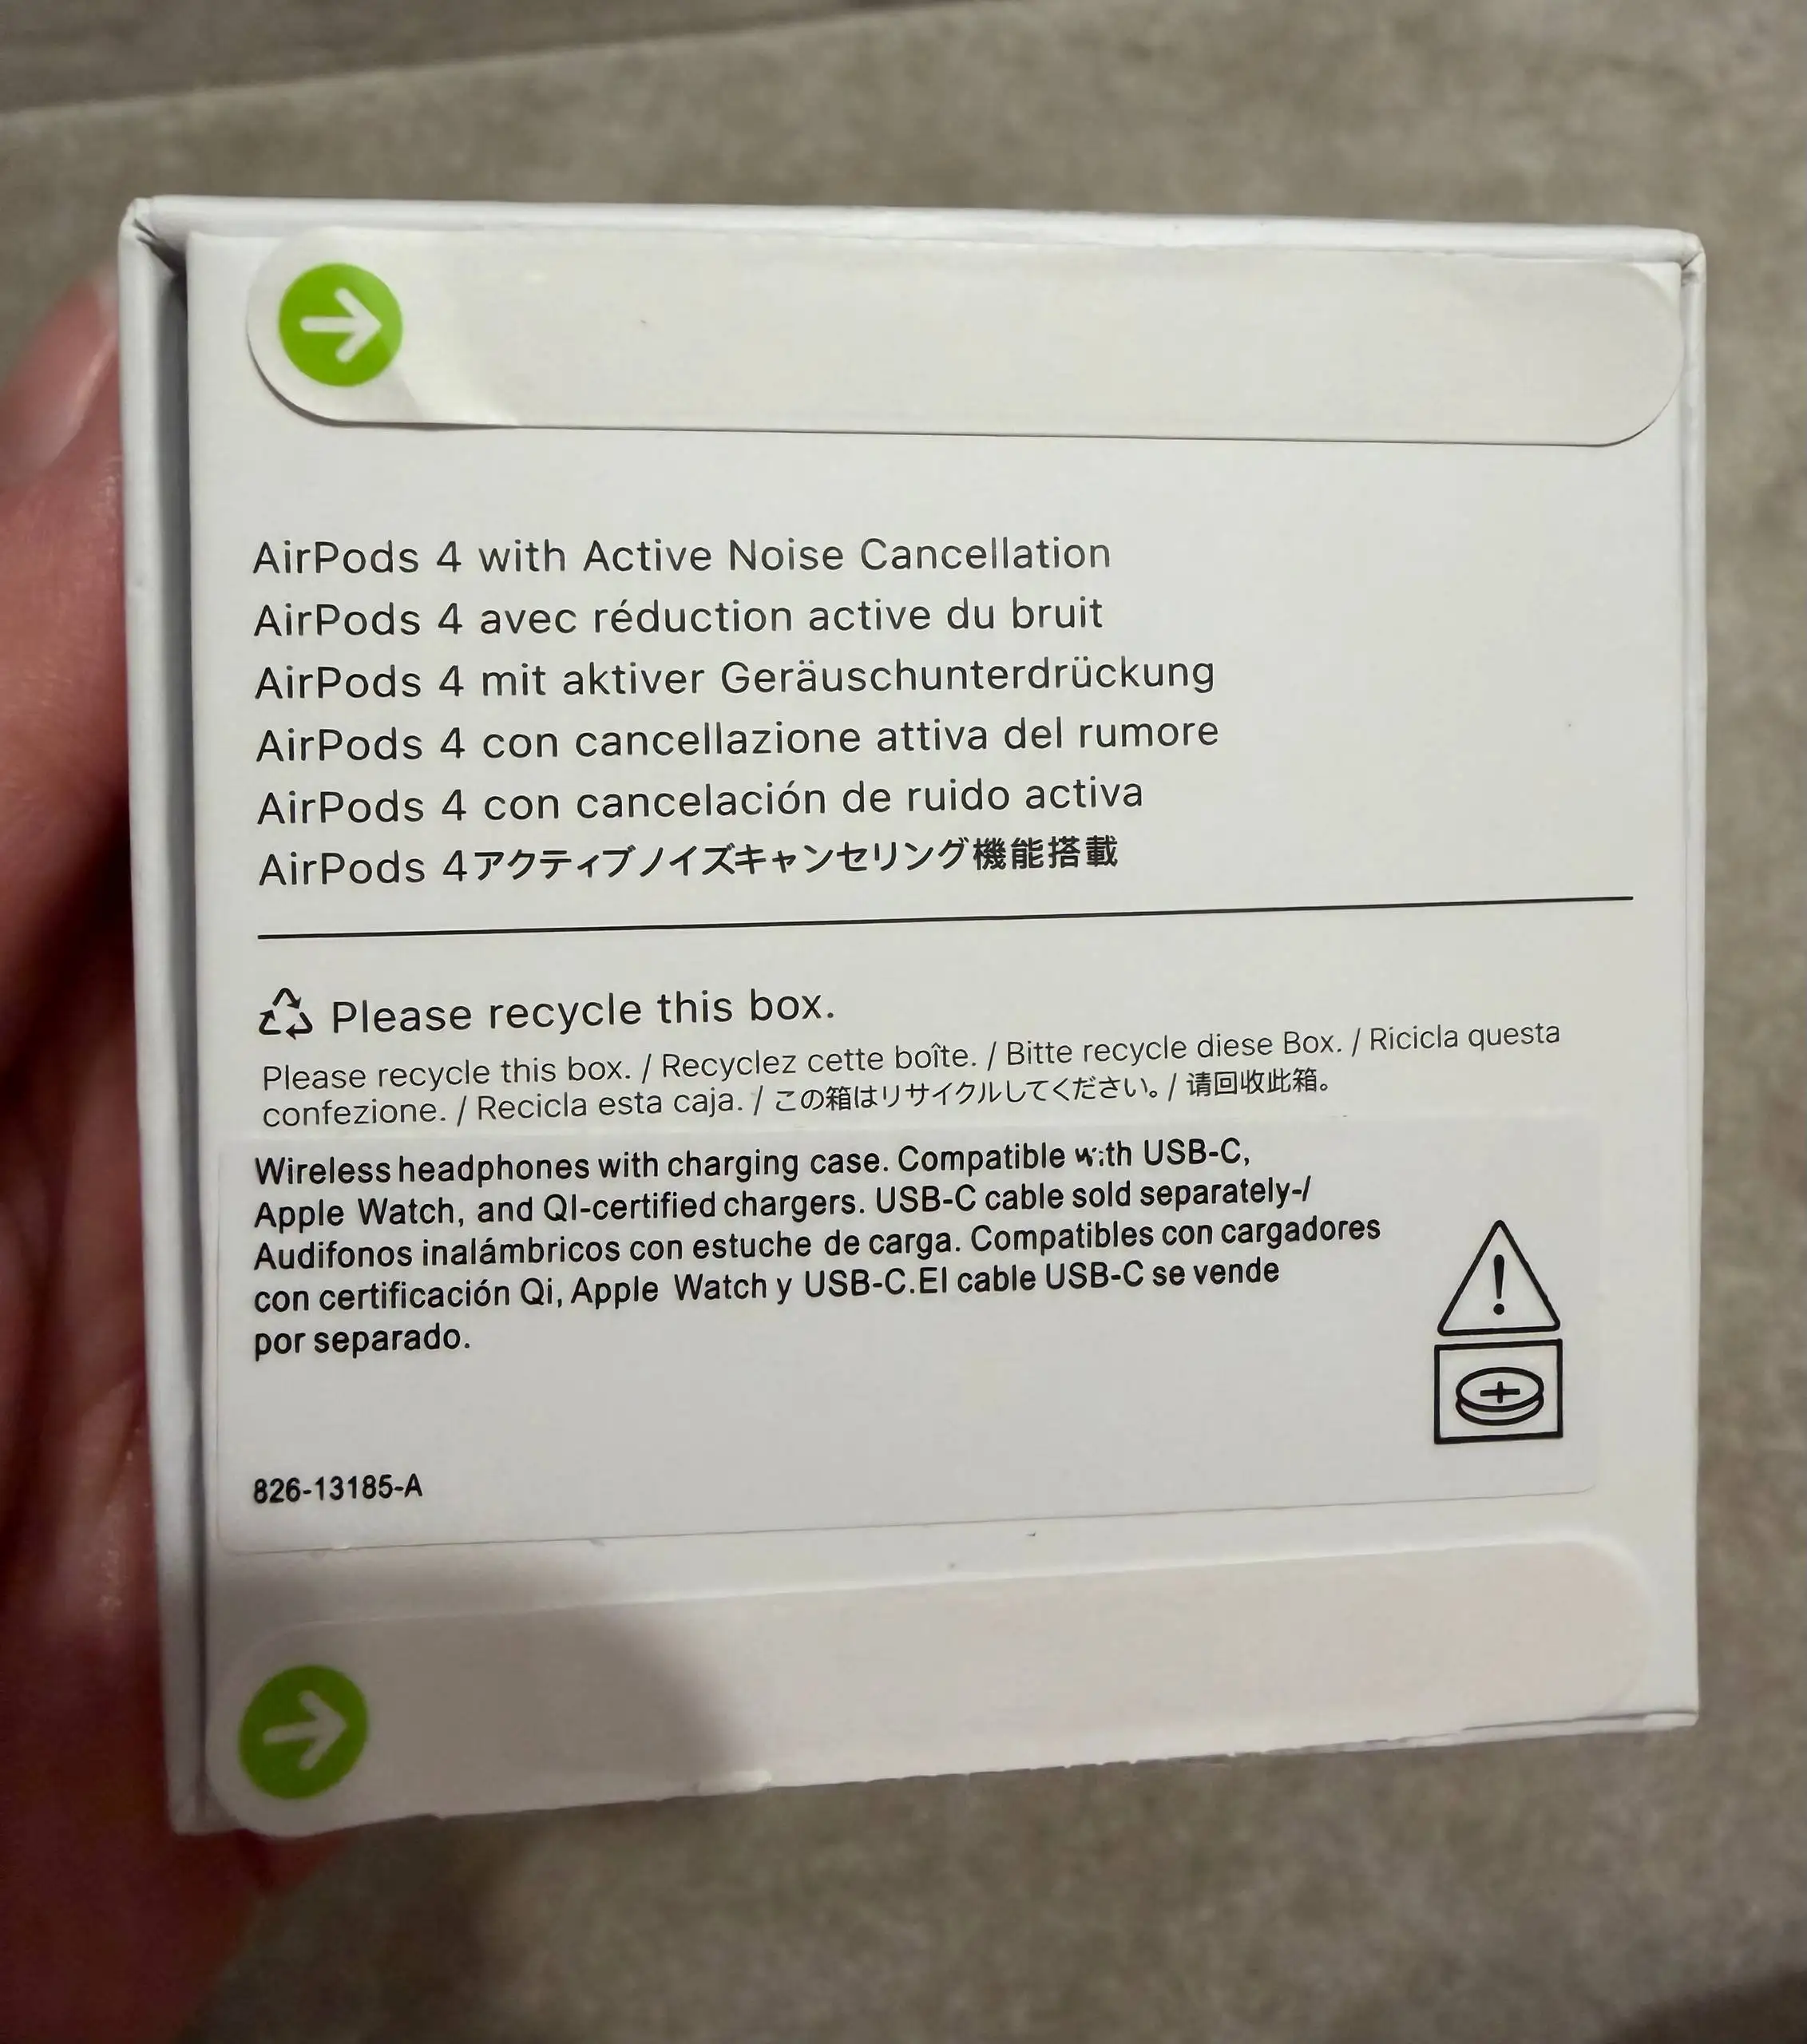 AirPods 4 with Active Noise Cancellation
AirPods 4 avec réduction active du bruit
AirPods 4 mit aktiver Geräuschunterdrückung
AirPods 4 con cancellazione attiva del rumore
AirPods 4 con cancelación de ruido activa
AirPods 4アクティブノイズキャンセリング機能搭載
Please recycle this box.
Please recycle this box. / Recyclez cette boîte. / Bitte recycle diese Box. / Ricicla questa
confezione. / Recicla esta caja. / この箱はリサイクルしてください。/ 请回收此箱。
Wireless headphones with charging case. Compatible with USB-C,
Apple Watch, and QI-certified chargers. USB-C cable sold separately-/
Audifonos inalámbricos con estuche de carga. Compatibles con cargadores
con certificación Qi, Apple Watch y USB-C.El cable USB-C se vende
por separado.
826-13185-A